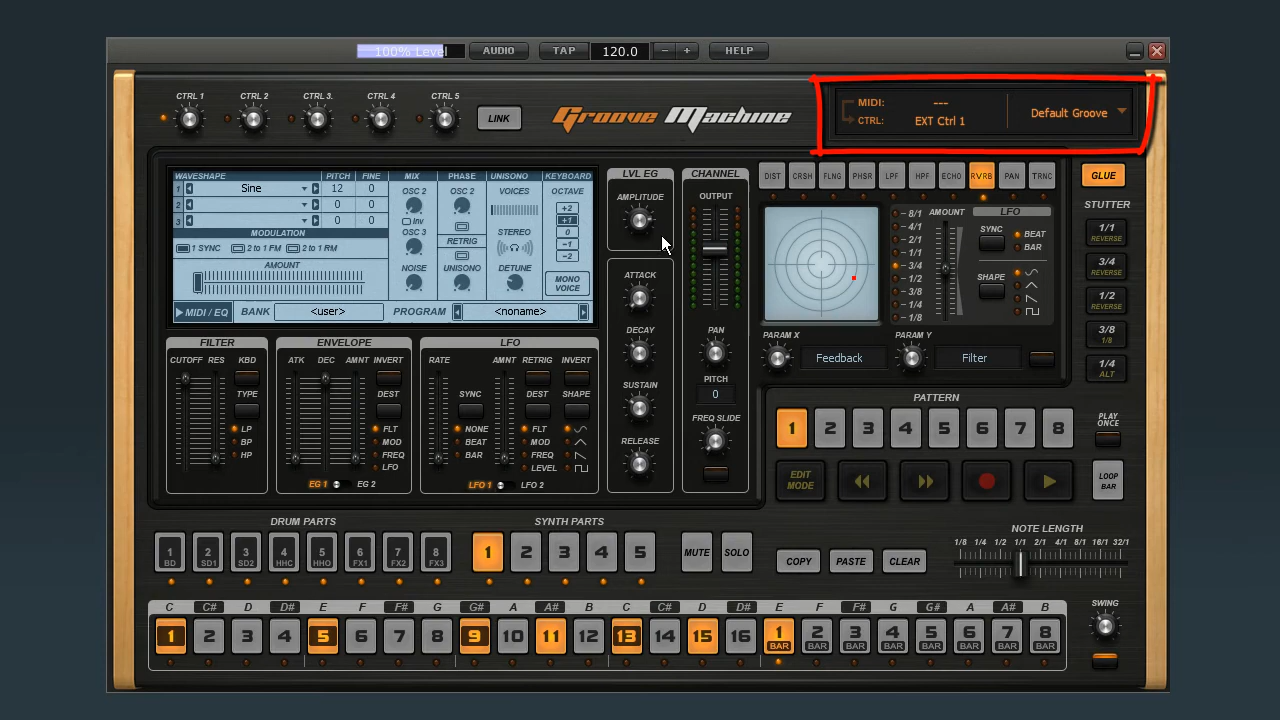 100% Level AUDIO TAP 120.0 − + HELP
CTRL 1 CTRL 2 CTRL 3. CTRL 4 CTRL 5
LINK Groove Machine
MIDI: ---
CTRL: EXT Ctrl 1
Default Groove
WAVESHAPE PITCH FINE MIX PHASE UNISONO KEYBOARD
1 Sine 12 0
2 0 0
3 0 0
OSC 2 OSC 2 VOICES OCTAVE
Inv
OSC 3
NOISE
RETRIG
UNISONO
STEREO
DETUNE
+2
+1
0
−1
−2
MONO
VOICE
MODULATION
1 SYNC 2 to 1 FM 2 to 1 RM
AMOUNT
MIDI / EQ BANK <user> PROGRAM <noname>
LVL EG
AMPLITUDE
ATTACK
DECAY
SUSTAIN
RELEASE
CHANNEL
OUTPUT
PAN
PITCH
0
FREQ SLIDE
DIST CRSH FLNG PHSR LPF HPF ECHO RVRB PAN TRNC
8/1
4/1
2/1
1/1
3/4
1/2
3/8
1/4
1/8
AMOUNT
LFO
SYNC BEAT
BAR
SHAPE
PARAM X Feedback
PARAM Y Filter
GLUE
STUTTER
1/1
REVERSE
3/4
REVERSE
1/2
REVERSE
3/8
1/8
1/4
ALT
FILTER
CUTOFF RES KBD
TYPE
LP
BP
HP
ENVELOPE
ATK DEC AMNT INVERT
DEST
FLT
MOD
FREQ
LFO
EG 1 EG 2
LFO
RATE AMNT RETRIG INVERT
SYNC DEST SHAPE
NONE FLT
BEAT MOD
BAR FREQ
LEVEL
LFO 1 LFO 2
PATTERN
1 2 3 4 5 6 7 8
PLAY
ONCE
EDIT
MODE
LOOP
BAR
DRUM PARTS
1 2 3 4 5 6 7 8
BD SD1 SD2 HHC HHO FX1 FX2 FX3
SYNTH PARTS
1 2 3 4 5
MUTE SOLO
COPY PASTE CLEAR
NOTE LENGTH
1/8 1/4 1/2 1/1 2/1 4/1 8/1 16/1 32/1
C C# D D# E F F# G G# A A# B C C# D D# E F F# G G# A A# B
1 2 3 4 5 6 7 8 9 10 11 12 13 14 15 16 1 2 3 4 5 6 7 8
BAR BAR BAR BAR BAR BAR BAR BAR
SWING